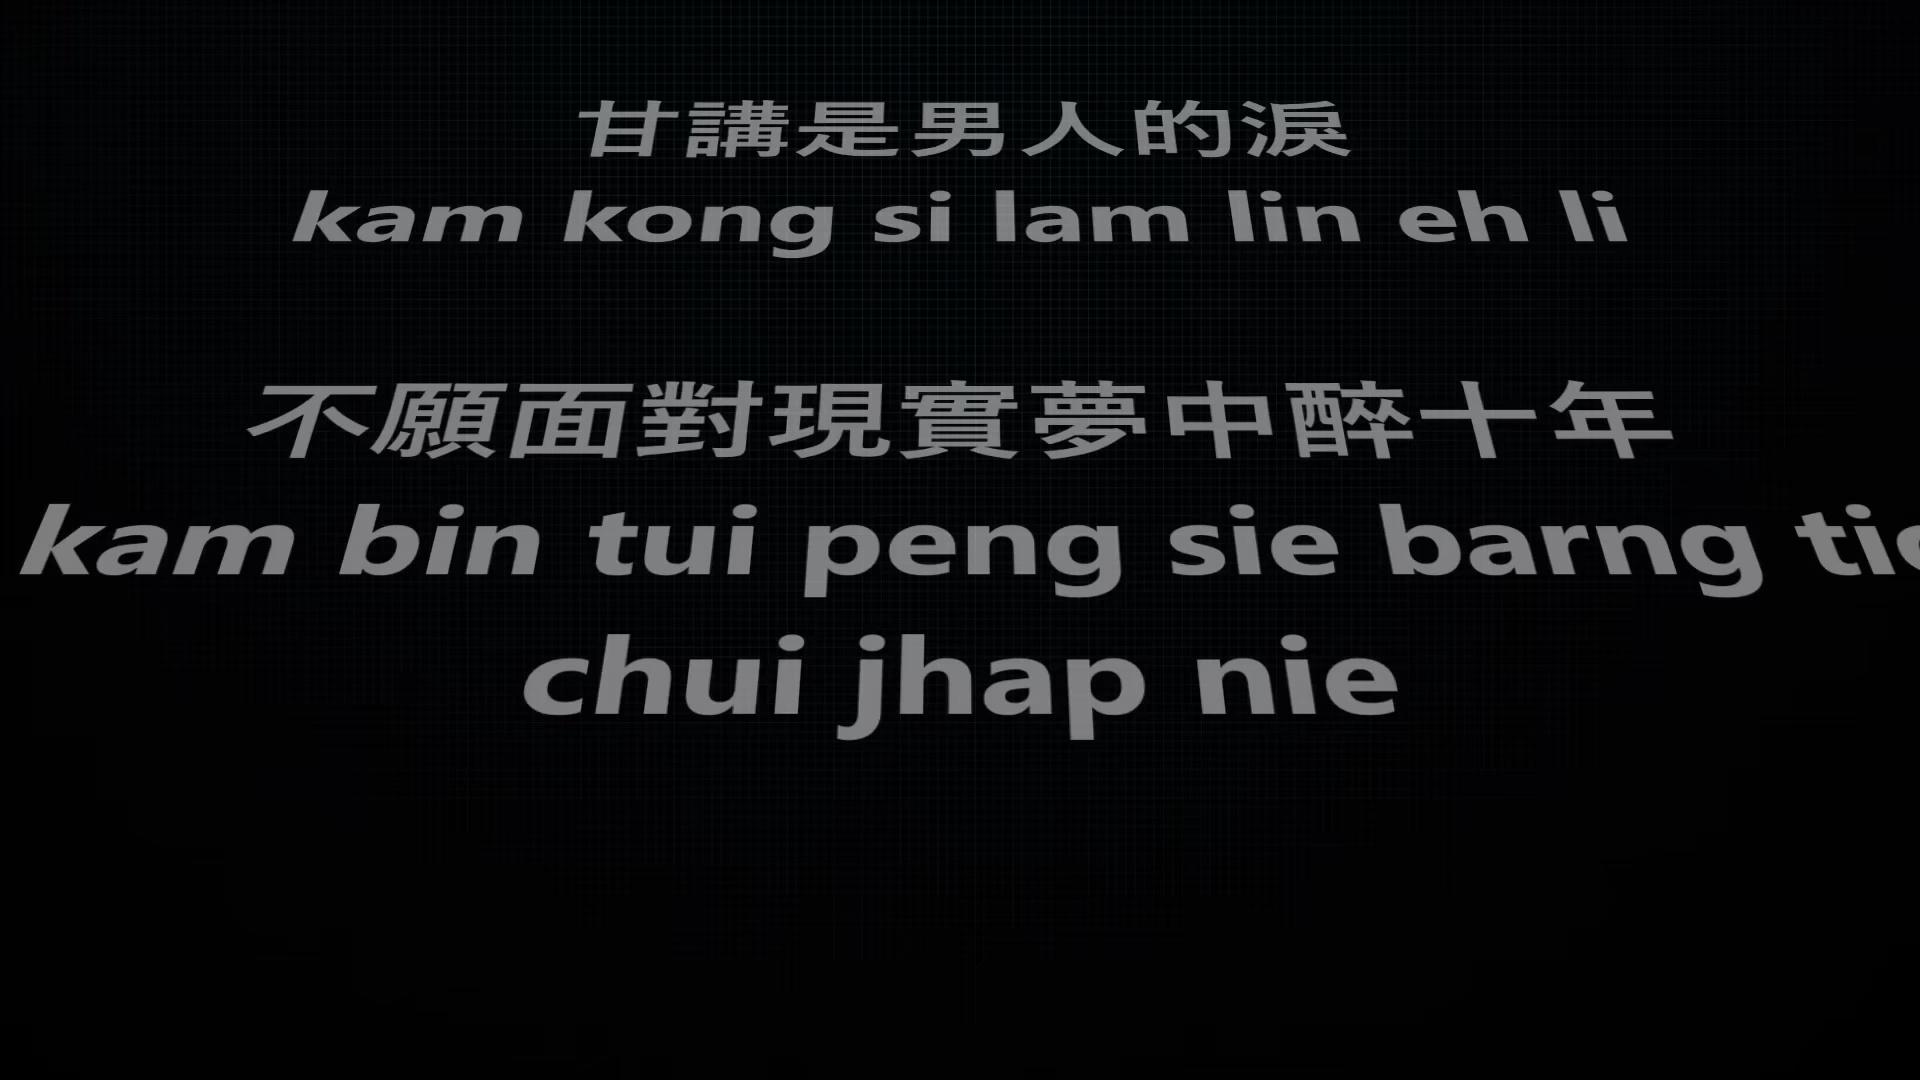 甘講是男人的淚
kam kong si lam lin eh li
不願面對現實夢中醉十年
kam bin tui peng sie barng
chui jhap nie